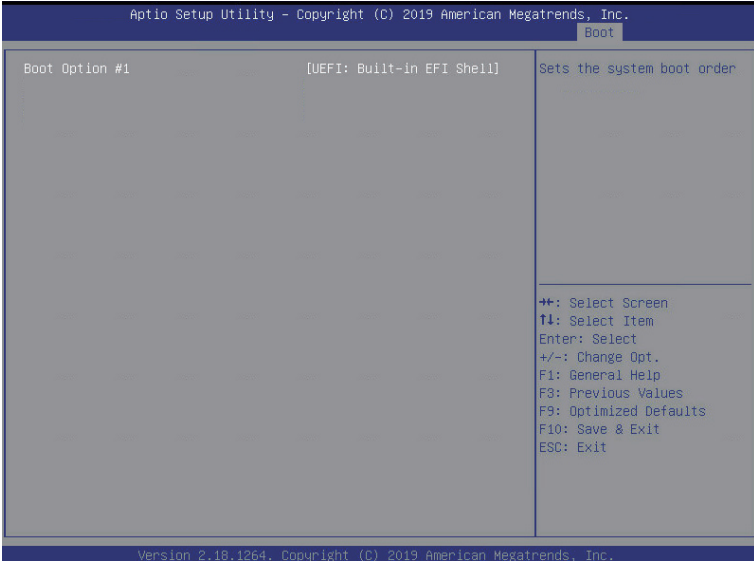 Aptio Setup Utility – Copyright (C) 2019 American Megatrends, Inc.
Boot
Boot Option #1 [UEFI: Built-in EFI Shell]
Sets the system boot order
→←: Select Screen
↑↓: Select Item
Enter: Select
+/-: Change Opt.
F1: General Help
F3: Previous Values
F9: Optimized Defaults
F10: Save & Exit
ESC: Exit
Version 2.18.1264. Copyright (C) 2019 American Megatrends, Inc.